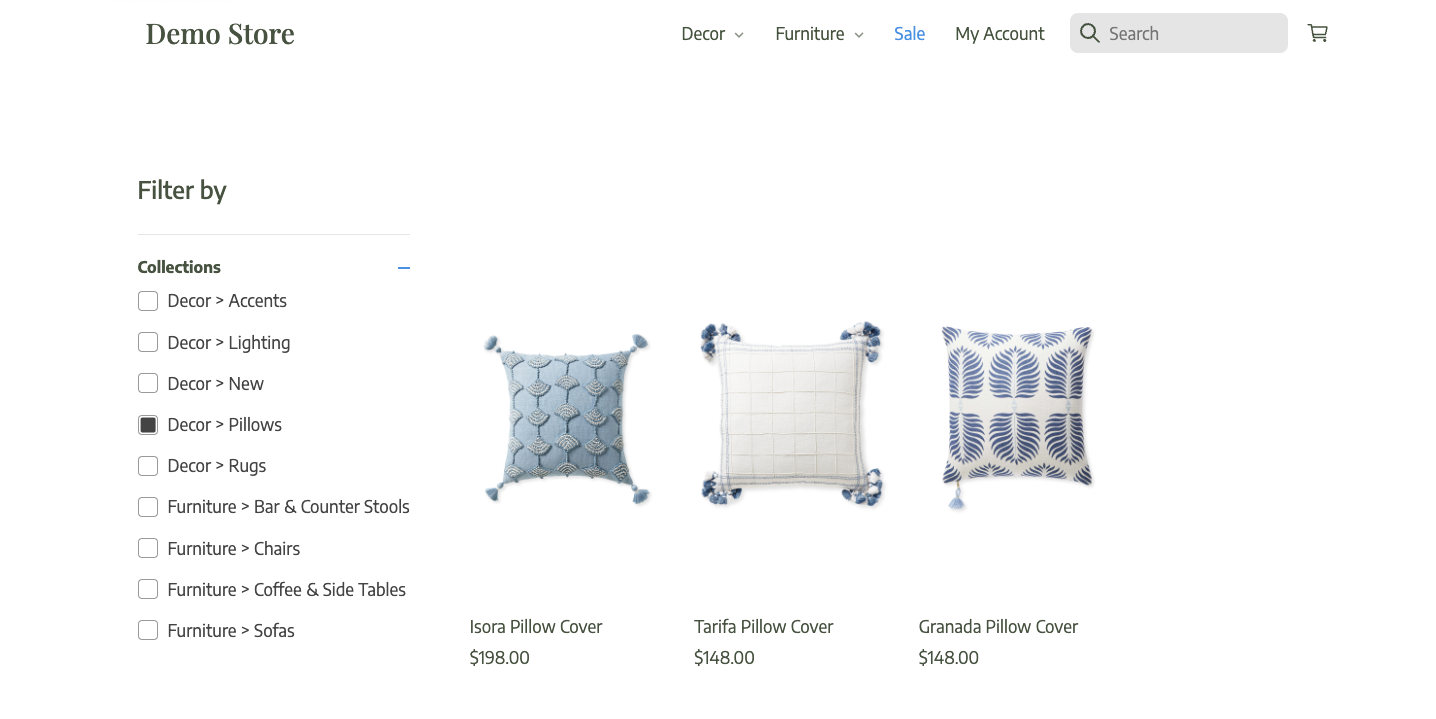 Demo Store
Decor
Furniture
Sale
My Account
Search
Filter by
Collections
Decor > Accents
Decor > Lighting
Decor > New
Decor > Pillows
Decor > Rugs
Furniture > Bar & Counter Stools
Furniture > Chairs
Furniture > Coffee & Side Tables
Furniture > Sofas
Isora Pillow Cover
$198.00
Tarifa Pillow Cover
$148.00
Granada Pillow Cover
$148.00